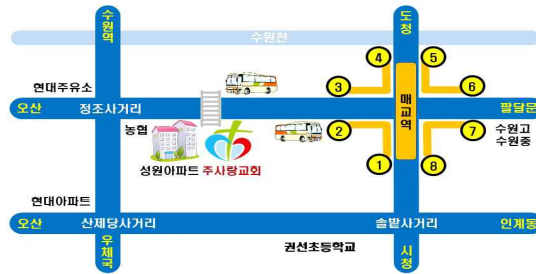 수원역
도청
수원천
4
5
3
6
현대주유소
매교역
오산
정조사거리
팔달문
농협
2
7
수원고
수원중
성원아파트
주사랑교회
1
8
현대아파트
오산
산제당사거리
솔밭사거리
인계동
우체국
권선초등학교
시청